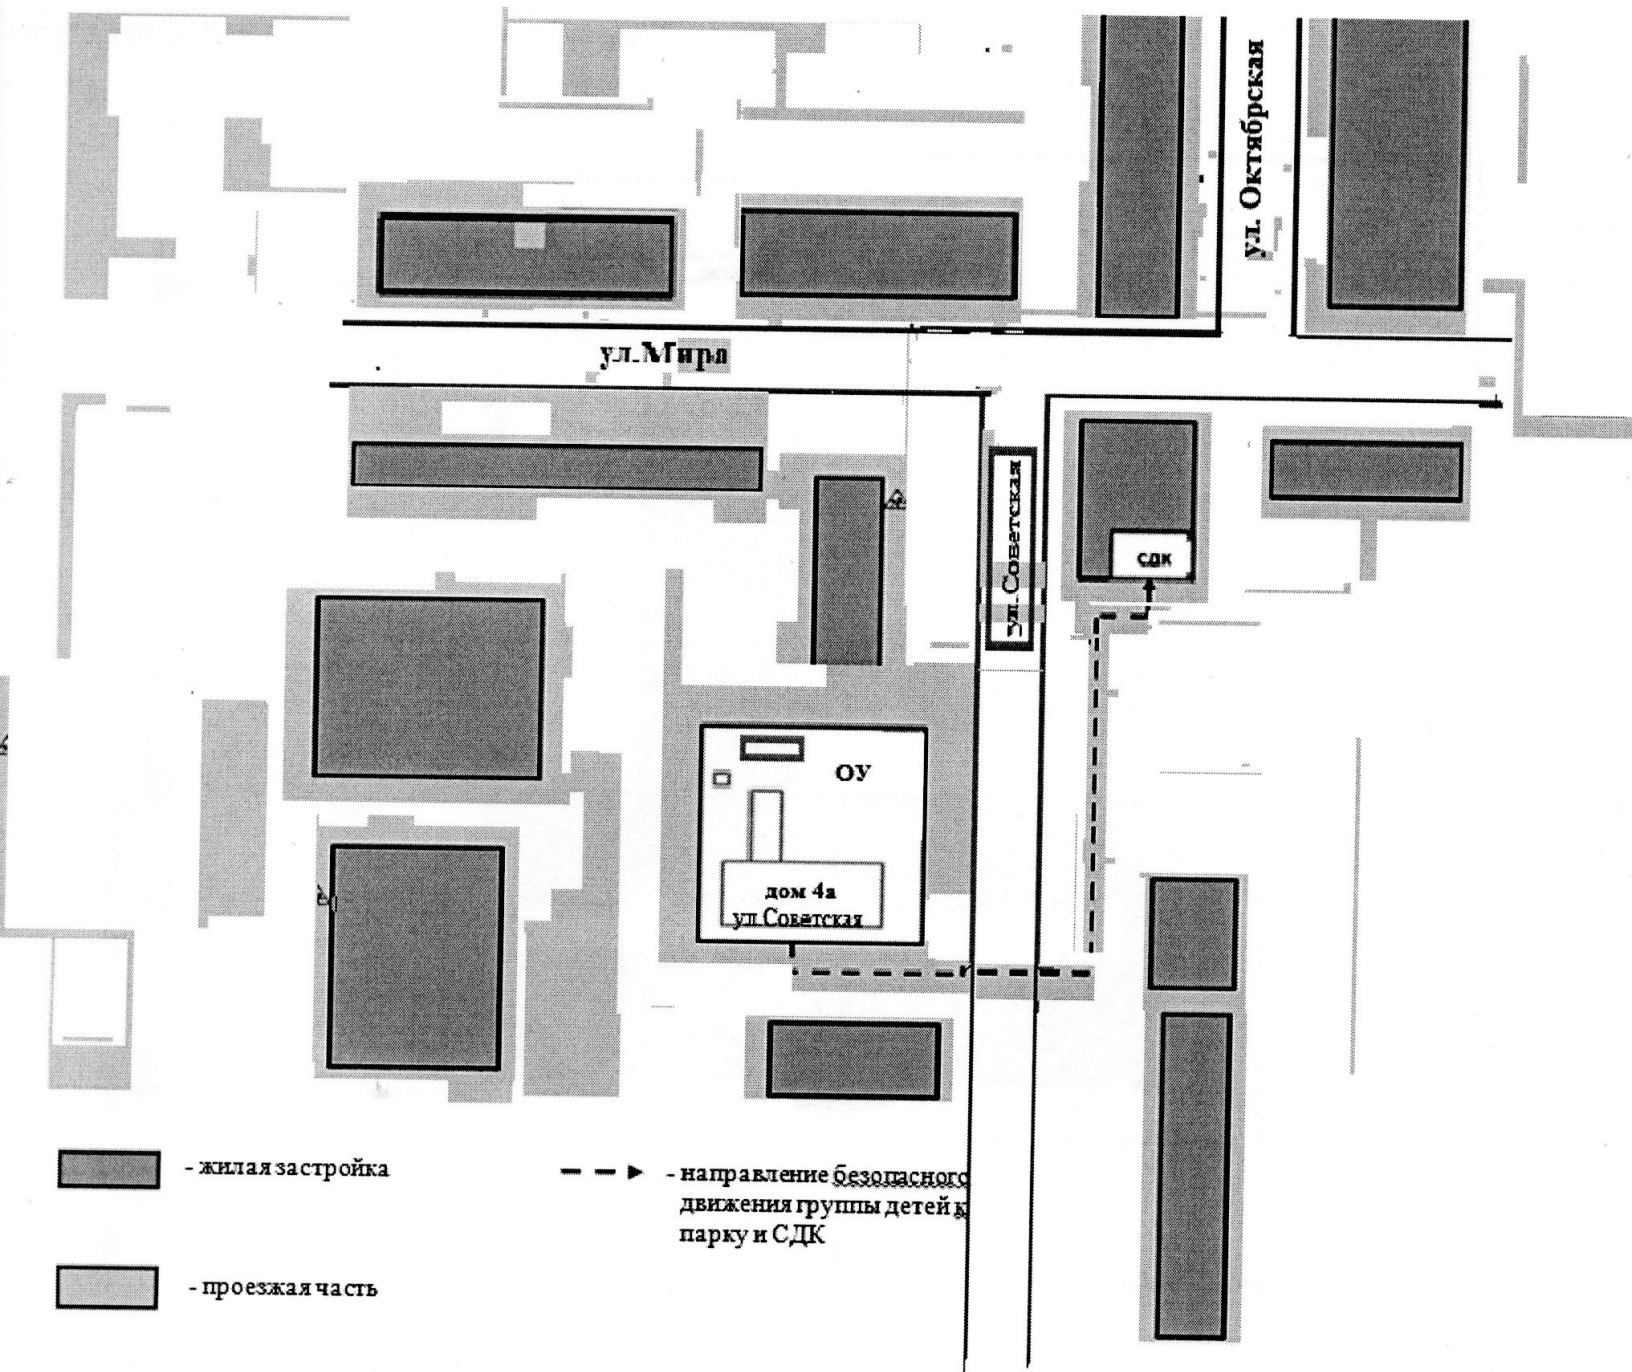 ул. Октябрская
ул.Мира
ул.Советская
СДК
ОУ
дом 4а
ул.Советская
- жилая застройка
- направление безопасного
движения группы детей к
парку и СДК
- проезжая часть